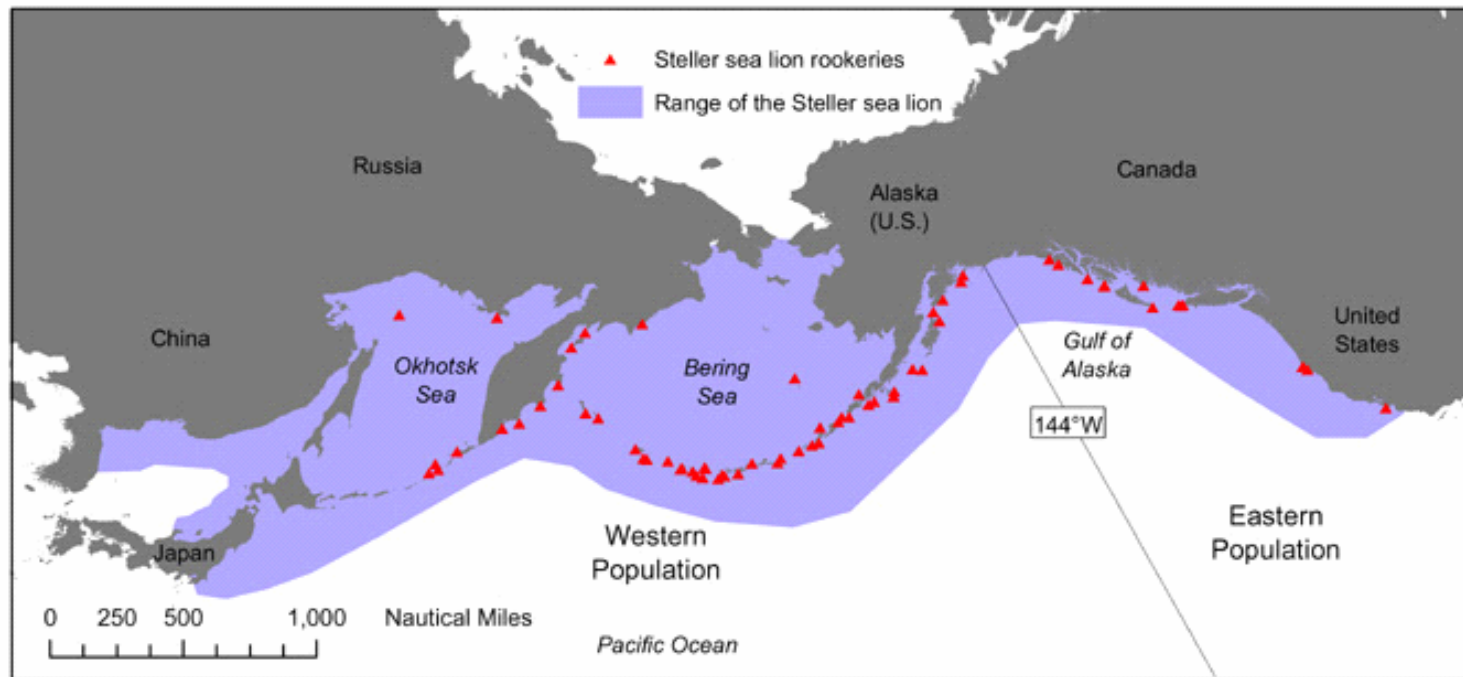 Steller sea lion rookeries
Range of the Steller sea lion
Russia
Canada
Alaska
(U.S.)
China
Okhotsk
Sea
Bering
Sea
Gulf of
Alaska
United
States
144°W
Western
Population
Eastern
Population
Japan
0 250 500 1,000 Nautical Miles
Pacific Ocean